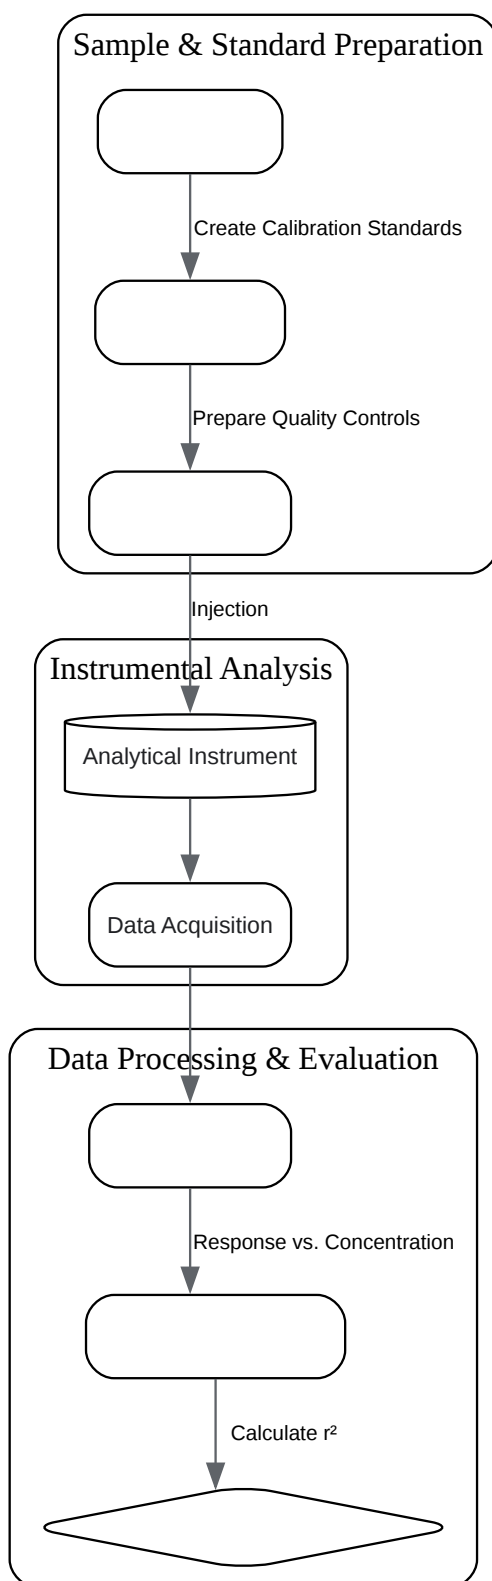 Sample & Standard Preparation
Create Calibration Standards
Prepare Quality Controls
Injection
Instrumental Analysis
Analytical Instrument
Data Acquisition
Data Processing & Evaluation
Response vs. Concentration
Calculate r²